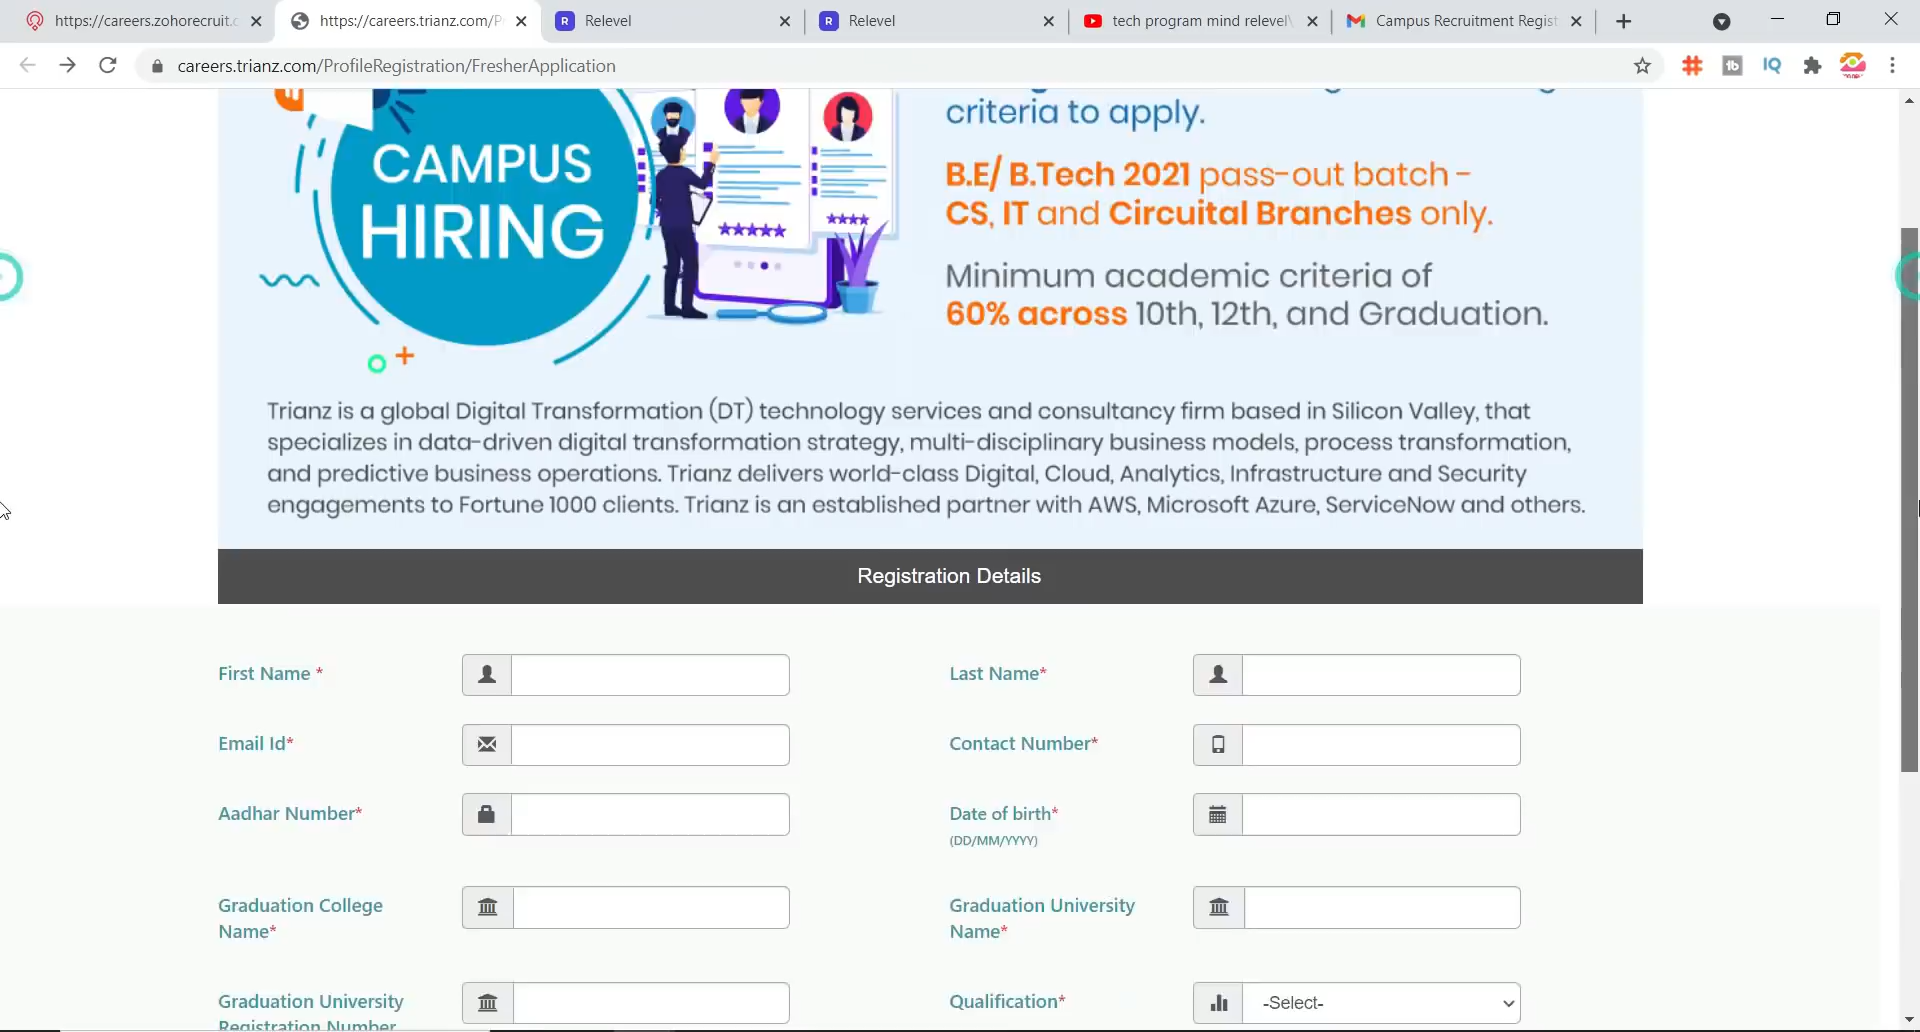 https://careers.zohorecruit.c
https://careers.trianz.com/P
Relevel
Relevel
tech program mind relevel\
Campus Recruitment Regist
careers.trianz.com/ProfileRegistration/FresherApplication
criteria to apply.
CAMPUS
HIRING
B.E/ B.Tech 2021 pass-out batch -
CS, IT and Circuital Branches only.
Minimum academic criteria of
60% across 10th, 12th, and Graduation.
Trianz is a global Digital Transformation (DT) technology services and consultancy firm based in Silicon Valley, that
specializes in data-driven digital transformation strategy, multi-disciplinary business models, process transformation,
and predictive business operations. Trianz delivers world-class Digital, Cloud, Analytics, Infrastructure and Security
engagements to Fortune 1000 clients. Trianz is an established partner with AWS, Microsoft Azure, ServiceNow and others.
Registration Details
First Name *
Last Name*
Email Id*
Contact Number*
Aadhar Number*
Date of birth*
(DD/MM/YYYY)
Graduation College
Name*
Graduation University
Name*
Graduation University
Registration Number
Qualification*
-Select-